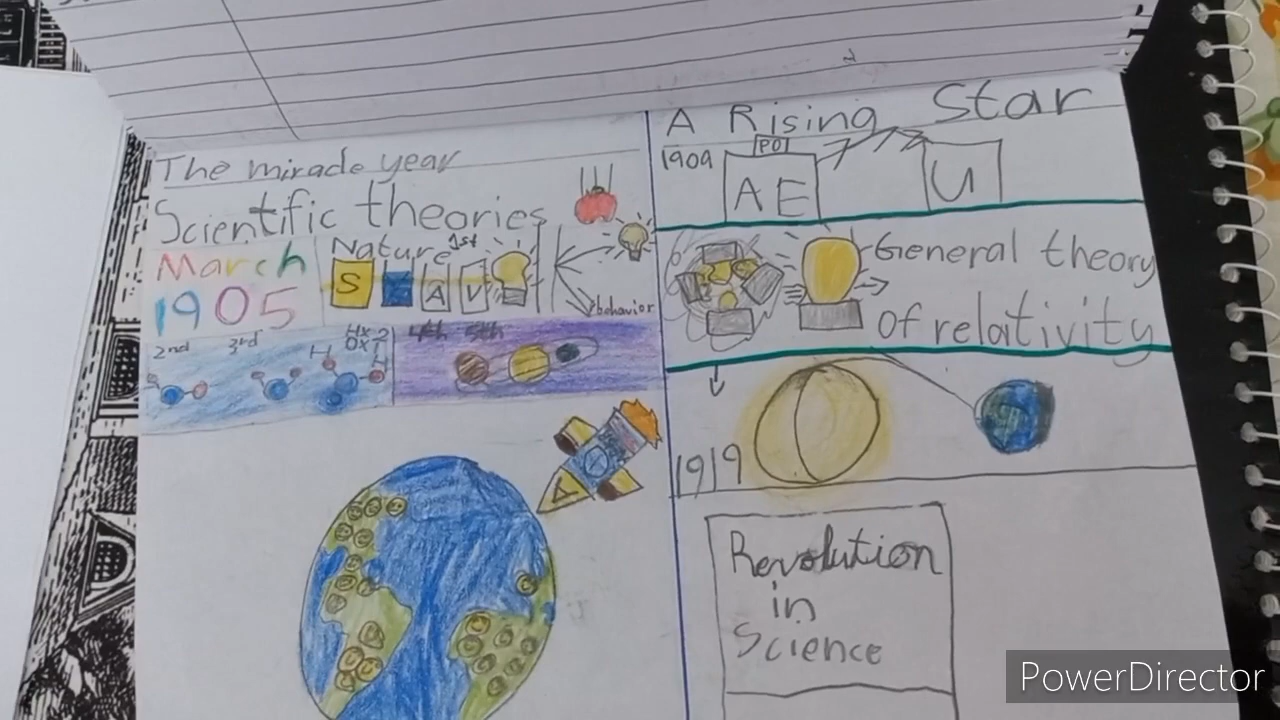 The miracle year
Scientific theories
March
1905
Nature 1st
S
A
V
behavior
2nd
3rd
H
4th 5th
A
A Rising Star
1909
PO
A E
U
General theory
of relativity
1919
Revolution
in
Science
PowerDirector